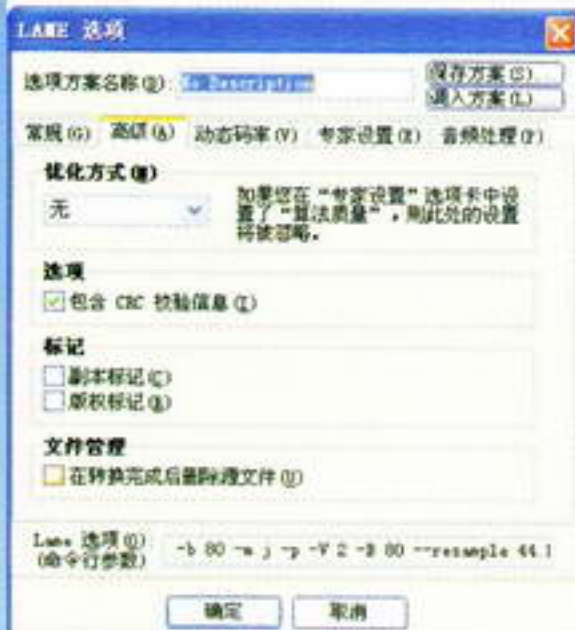 LAME 选项
选项方案名称(D): No Description
保存方案(S)
调入方案(L)
常规(G) 高级(A) 动态码率(V) 专家设置(E) 音频处理(P)
优化方式(M)
无
如果您在“专家设置”选项卡中设
置了“算法质量”，则此处的设置
将被忽略。
选项
包含 CRC 校验信息(I)
标记
副本标记(C)
版权标记(R)
文件管理
在转换完成后删除源文件(U)
Lame 选项(O)
(命令行参数)
-b 80 -m j -p -V 2 -B 80 --resample 44.1
确定
取消